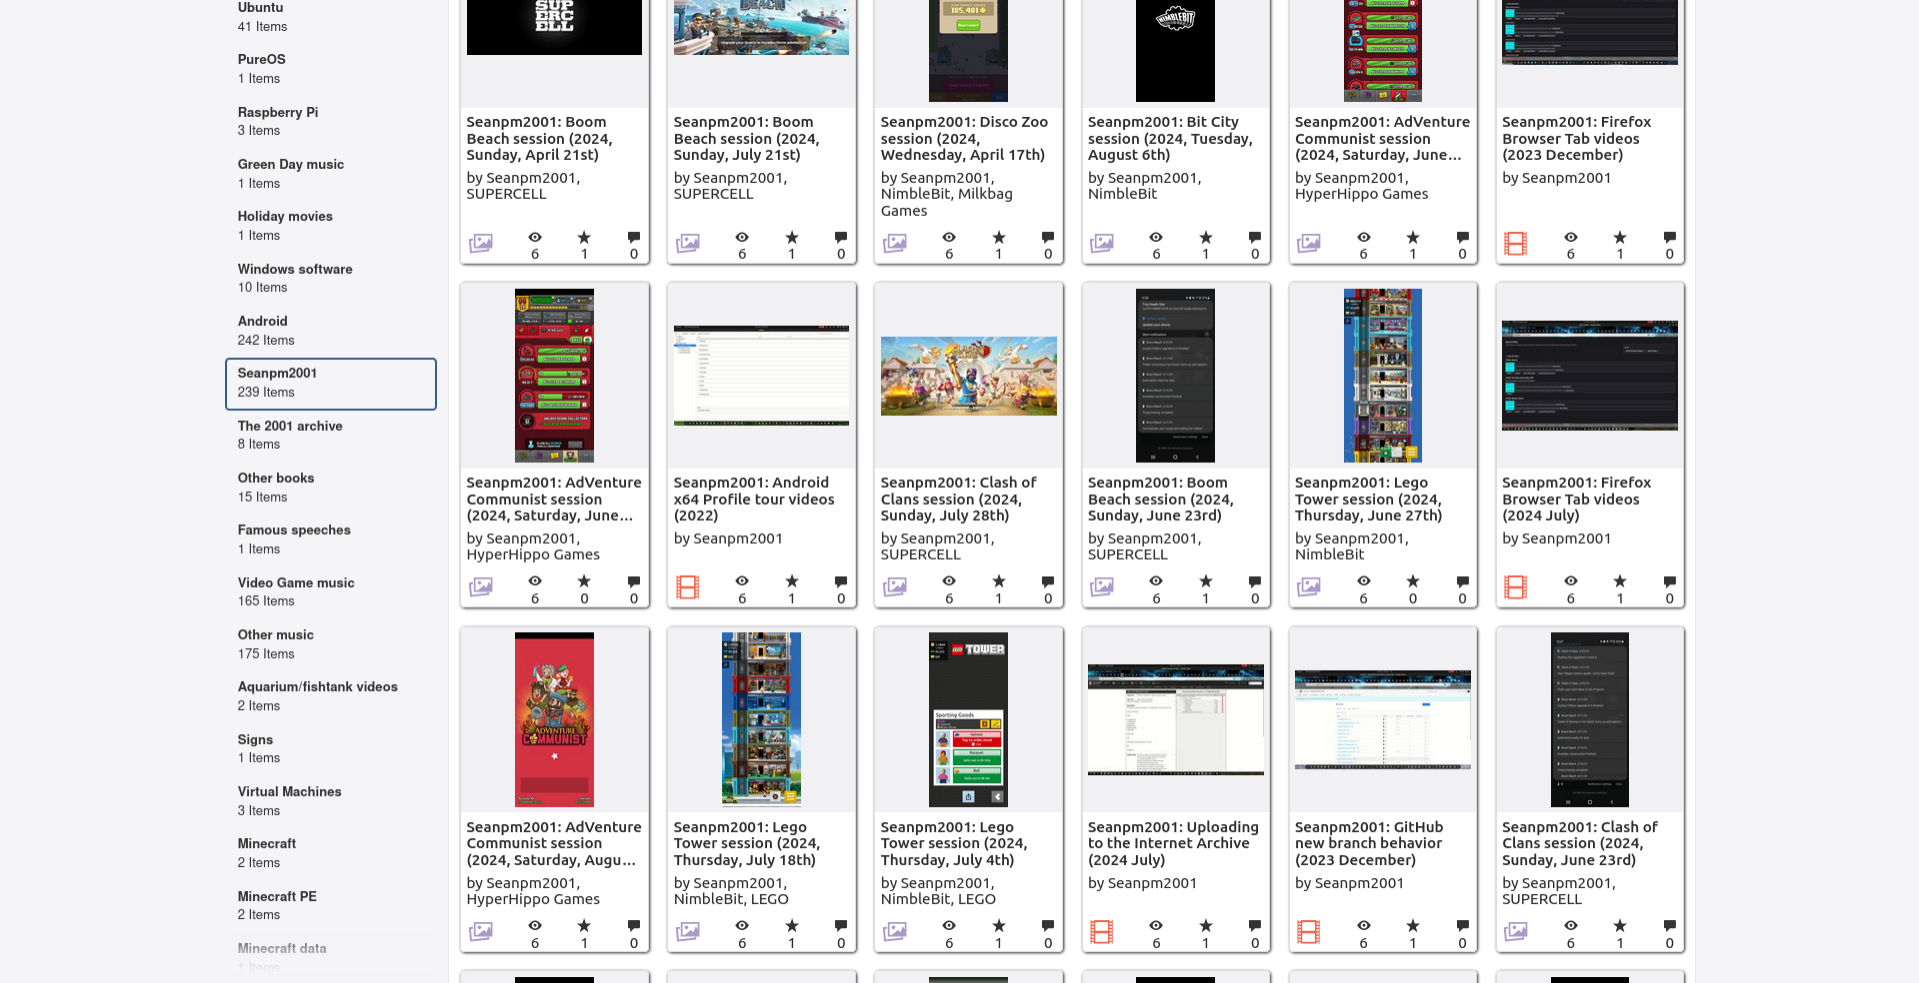 Ubuntu
41 Items
PureOS
1 Items
Raspberry Pi
3 Items
Green Day music
1 Items
Holiday movies
1 Items
Windows software
10 Items
Android
242 Items
Seanpm2001
239 Items
The 2001 archive
8 Items
Other books
15 Items
Famous speeches
1 Items
Video Game music
165 Items
Other music
175 Items
Aquarium/fishtank videos
2 Items
Signs
1 Items
Virtual Machines
3 Items
Minecraft
2 Items
Minecraft PE
2 Items
Minecraft data
1 Items
SUP
ERC
ELL
Seanpm2001: Boom
Beach session (2024,
Sunday, April 21st)
by Seanpm2001,
SUPERCELL
6 1 0
BEACH
Seanpm2001: Boom
Beach session (2024,
Sunday, July 21st)
by Seanpm2001,
SUPERCELL
6 1 0
185,401
Seanpm2001: Disco Zoo
session (2024,
Wednesday, April 17th)
by Seanpm2001,
NimbleBit, Milkbag
Games
6 1 0
NIMBLEBIT
Seanpm2001: Bit City
session (2024, Tuesday,
August 6th)
by Seanpm2001,
NimbleBit
6 1 0
Seanpm2001: AdVenture
Communist session
(2024, Saturday, June...
by Seanpm2001,
HyperHippo Games
6 1 0
Seanpm2001: Firefox
Browser Tab videos
(2023 December)
by Seanpm2001
6 1 0
Seanpm2001: AdVenture
Communist session
(2024, Saturday, June...
by Seanpm2001,
HyperHippo Games
6 0 0
Seanpm2001: Android
x64 Profile tour videos
(2022)
by Seanpm2001
6 1 0
Seanpm2001: Clash of
Clans session (2024,
Sunday, July 28th)
by Seanpm2001,
SUPERCELL
6 1 0
Seanpm2001: Boom
Beach session (2024,
Sunday, June 23rd)
by Seanpm2001,
SUPERCELL
6 1 0
Seanpm2001: Lego
Tower session (2024,
Thursday, June 27th)
by Seanpm2001,
NimbleBit
6 0 0
Seanpm2001: Firefox
Browser Tab videos
(2024 July)
by Seanpm2001
6 1 0
ADVENTURE
COMMUNIST
Seanpm2001: AdVenture
Communist session
(2024, Saturday, Augu...
by Seanpm2001,
HyperHippo Games
6 1 0
Seanpm2001: Lego
Tower session (2024,
Thursday, July 18th)
by Seanpm2001,
NimbleBit, LEGO
6 1 0
TOWER
Sporting Goods
Seanpm2001: Lego
Tower session (2024,
Thursday, July 4th)
by Seanpm2001,
NimbleBit, LEGO
6 1 0
Seanpm2001: Uploading
to the Internet Archive
(2024 July)
by Seanpm2001
6 1 0
Seanpm2001: GitHub
new branch behavior
(2023 December)
by Seanpm2001
6 1 0
Seanpm2001: Clash of
Clans session (2024,
Sunday, June 23rd)
by Seanpm2001,
SUPERCELL
6 1 0